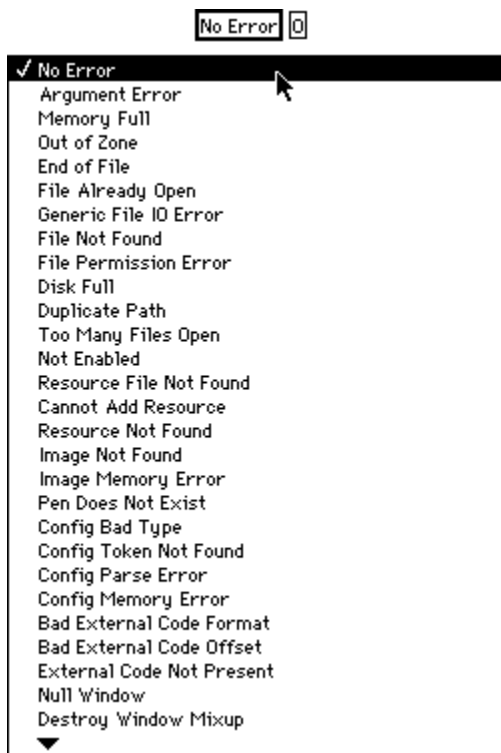 No Error 0
No Error
Argument Error
Memory Full
Out of Zone
End of File
File Already Open
Generic File IO Error
File Not Found
File Permission Error
Disk Full
Duplicate Path
Too Many Files Open
Not Enabled
Resource File Not Found
Cannot Add Resource
Resource Not Found
Image Not Found
Image Memory Error
Pen Does Not Exist
Config Bad Type
Config Token Not Found
Config Parse Error
Config Memory Error
Bad External Code Format
Bad External Code Offset
External Code Not Present
Null Window
Destroy Window Mixup